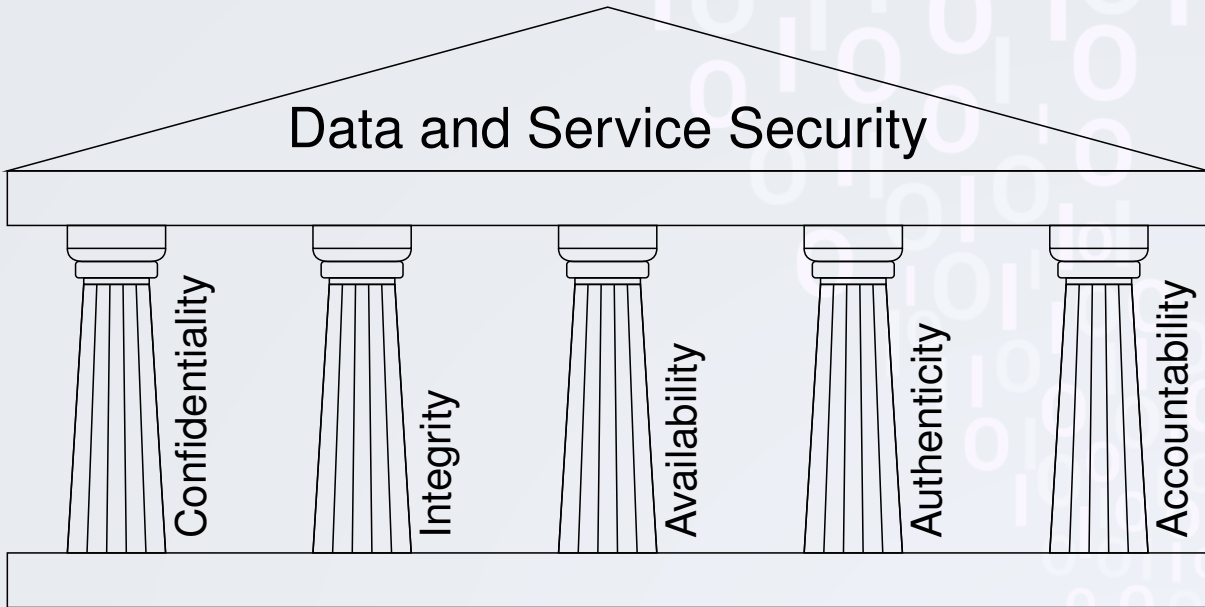 Data and Service Security
Confidentiality
Integrity
Availability
Authenticity
Accountability